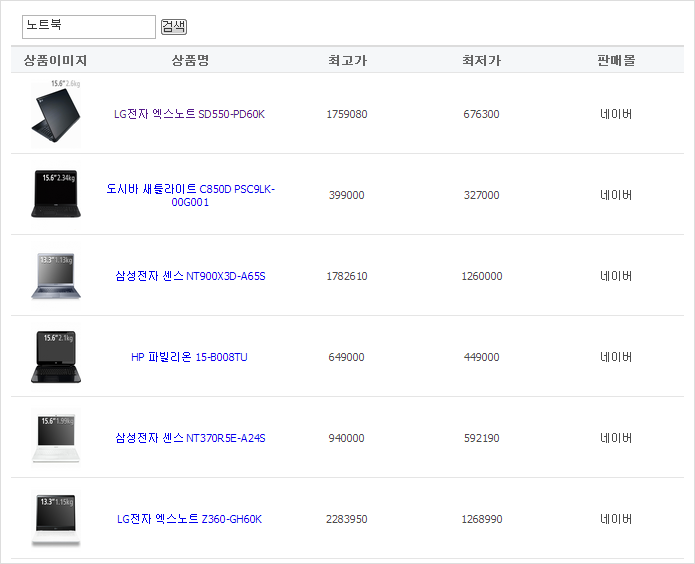 노트북 검색
상품이미지 상품명 최고가 최저가 판매몰
15.6" 2.6kg
LG전자 엑스노트 SD550-PD60K 1759080 676300 네이버
15.6" 2.34kg
도시바 새틀라이트 C850D PSC9LK-
00G001 399000 327000 네이버
13.3" 1.13kg
삼성전자 센스 NT900X3D-A65S 1782610 1260000 네이버
15.6" 2.1kg
HP 파빌리온 15-B008TU 649000 449000 네이버
15.6" 1.99kg
삼성전자 센스 NT370R5E-A24S 940000 592190 네이버
13.3" 1.15kg
LG전자 엑스노트 Z360-GH60K 2283950 1268990 네이버